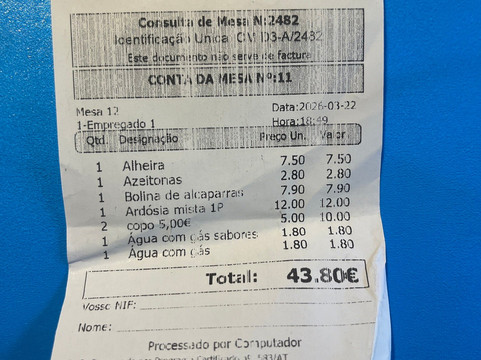 Consulta de Mesa N:2482
Identificação Unica: CM D3-A/2482
Este documento não serve de factura
CONTA DA MESA Nº:11
Mesa 12 Data:2026-03-22
1-Empregado 1 Hora:18:49
Qtd. Designação Preço Un. Valor
1 Alheira 7.50 7.50
1 Azeitonas 2.80 2.80
1 Bolina de alcaparras 7.90 7.90
1 Ardósia mista 1P 12.00 12.00
2 copo 5,00€ 5.00 10.00
1 Água com gás sabores 1.80 1.80
1 Água com gás 1.80 1.80
Total: 43.80€
Vosso NIF:
Nome:
Processado por Computador